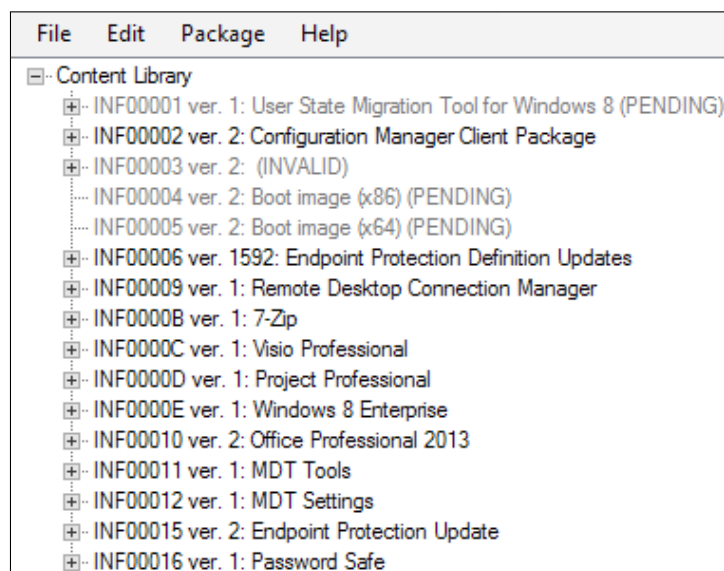 File Edit Package Help
Content Library
INF00001 ver. 1: User State Migration Tool for Windows 8 (PENDING)
INF00002 ver. 2: Configuration Manager Client Package
INF00003 ver. 2: (INVALID)
INF00004 ver. 2: Boot image (x86) (PENDING)
INF00005 ver. 2: Boot image (x64) (PENDING)
INF00006 ver. 1592: Endpoint Protection Definition Updates
INF00009 ver. 1: Remote Desktop Connection Manager
INF0000B ver. 1: 7-Zip
INF0000C ver. 1: Visio Professional
INF0000D ver. 1: Project Professional
INF0000E ver. 1: Windows 8 Enterprise
INF00010 ver. 2: Office Professional 2013
INF00011 ver. 1: MDT Tools
INF00012 ver. 1: MDT Settings
INF00015 ver. 2: Endpoint Protection Update
INF00016 ver. 1: Password Safe